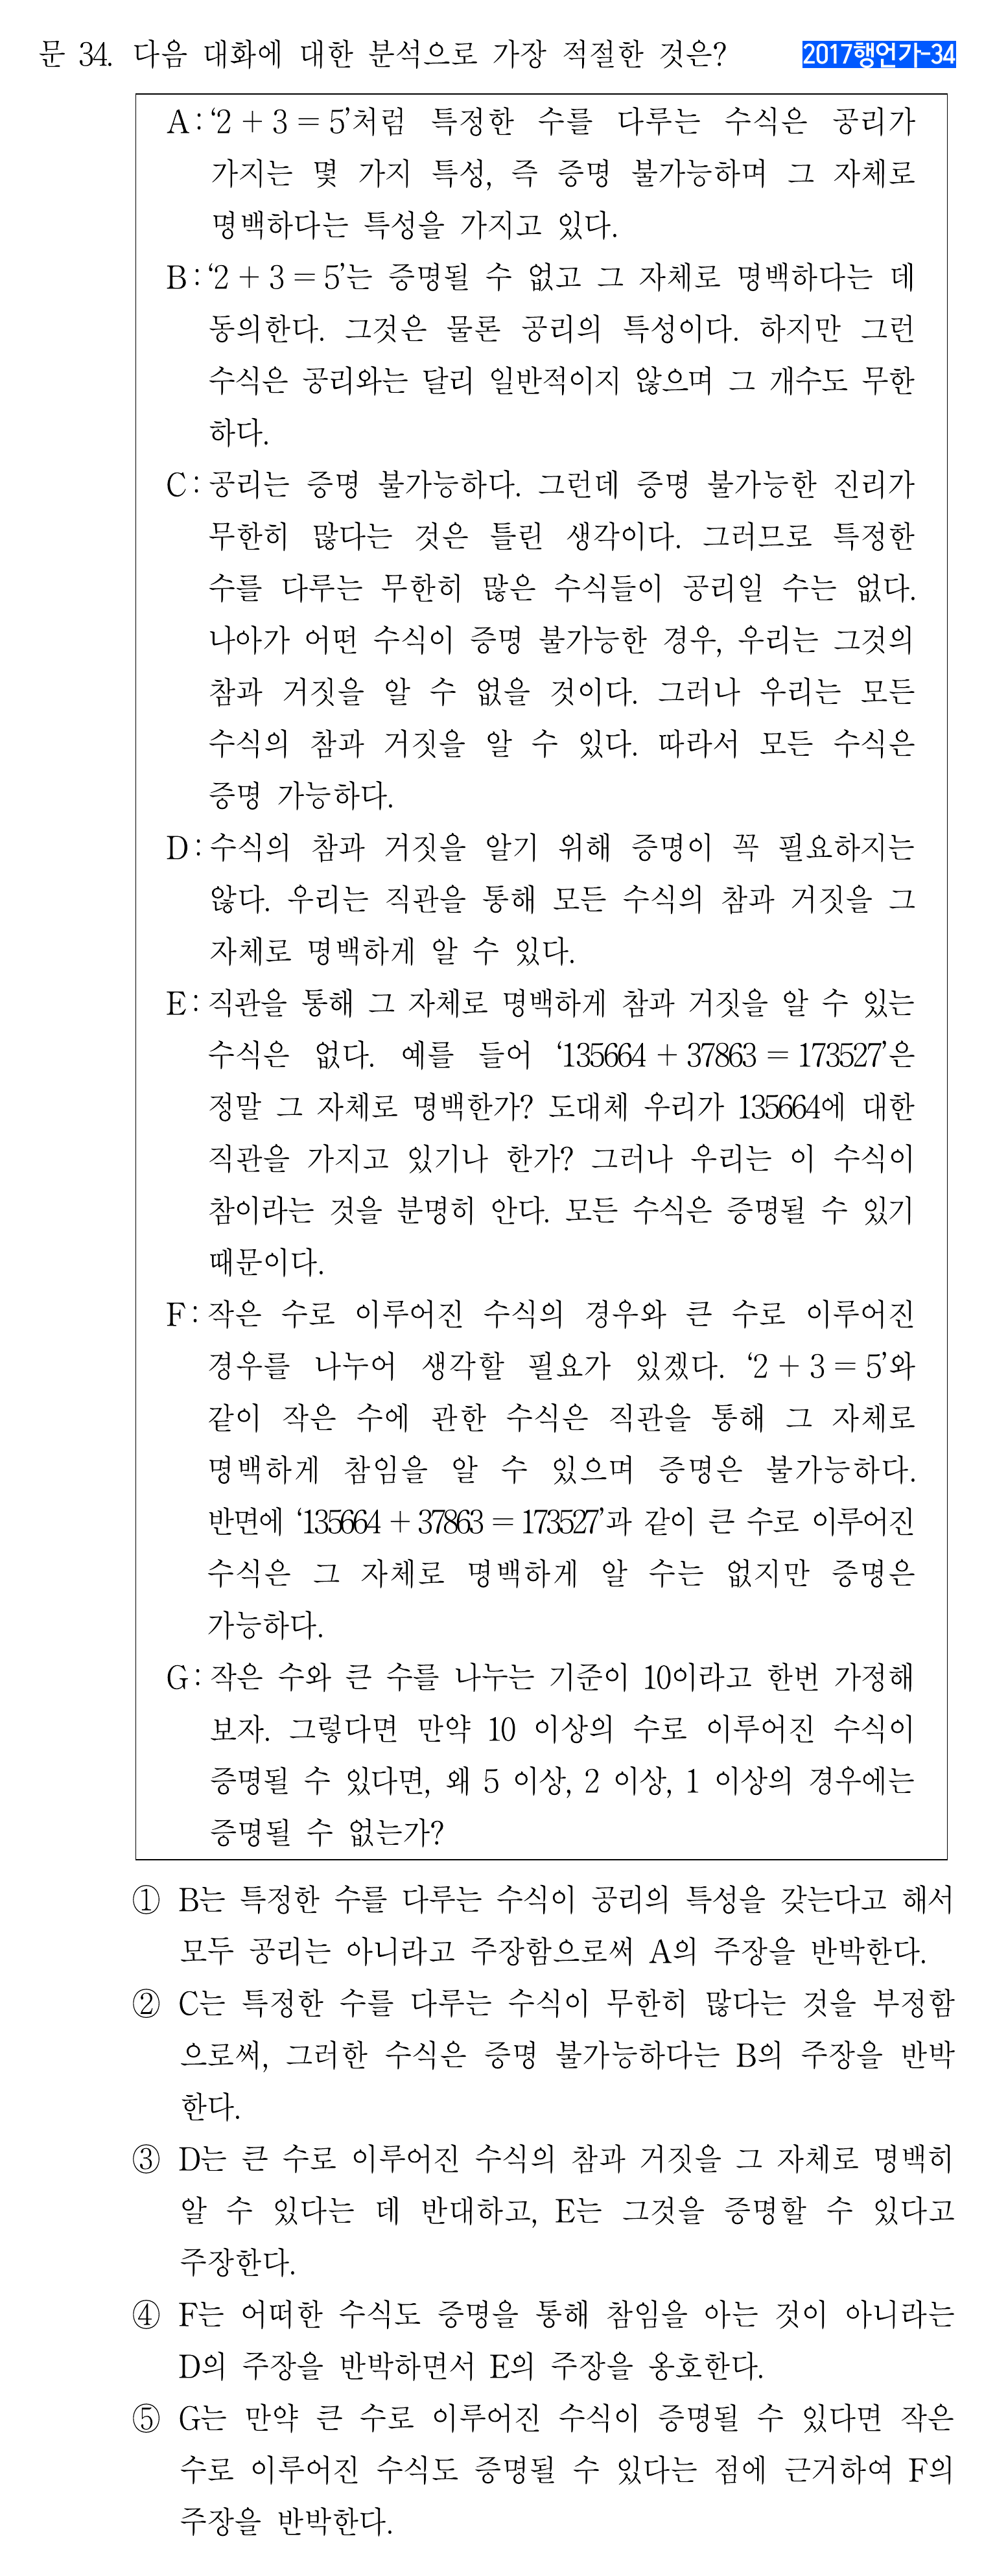 문 34. 다음 대화에 대한 분석으로 가장 적절한 것은? 2017행언가-34
A : ‘2 + 3 = 5’처럼 특정한 수를 다루는 수식은 공리가
가지는 몇 가지 특성, 즉 증명 불가능하며 그 자체로
명백하다는 특성을 가지고 있다.
B : ‘2 + 3 = 5’는 증명될 수 없고 그 자체로 명백하다는 데
동의한다. 그것은 물론 공리의 특성이다. 하지만 그런
수식은 공리와는 달리 일반적이지 않으며 그 개수도 무한
하다.
C : 공리는 증명 불가능하다. 그런데 증명 불가능한 진리가
무한히 많다는 것은 틀린 생각이다. 그러므로 특정한
수를 다루는 무한히 많은 수식들이 공리일 수는 없다.
나아가 어떤 수식이 증명 불가능한 경우, 우리는 그것의
참과 거짓을 알 수 없을 것이다. 그러나 우리는 모든
수식의 참과 거짓을 알 수 있다. 따라서 모든 수식은
증명 가능하다.
D : 수식의 참과 거짓을 알기 위해 증명이 꼭 필요하지는
않다. 우리는 직관을 통해 모든 수식의 참과 거짓을 그
자체로 명백하게 알 수 있다.
E : 직관을 통해 그 자체로 명백하게 참과 거짓을 알 수 있는
수식은 없다. 예를 들어 ‘135664 + 37863 = 173527’은
정말 그 자체로 명백한가? 도대체 우리가 135664에 대한
직관을 가지고 있기나 한가? 그러나 우리는 이 수식이
참이라는 것을 분명히 안다. 모든 수식은 증명될 수 있기
때문이다.
F : 작은 수로 이루어진 수식의 경우와 큰 수로 이루어진
경우를 나누어 생각할 필요가 있겠다. ‘2 + 3 = 5’와
같이 작은 수에 관한 수식은 직관을 통해 그 자체로
명백하게 참임을 알 수 있으며 증명은 불가능하다.
반면에 ‘135664 + 37863 = 173527’과 같이 큰 수로 이루어진
수식은 그 자체로 명백하게 알 수는 없지만 증명은
가능하다.
G : 작은 수와 큰 수를 나누는 기준이 10이라고 한번 가정해
보자. 그렇다면 만약 10 이상의 수로 이루어진 수식이
증명될 수 있다면, 왜 5 이상, 2 이상, 1 이상의 경우에는
증명될 수 없는가?
① B는 특정한 수를 다루는 수식이 공리의 특성을 갖는다고 해서
모두 공리는 아니라고 주장함으로써 A의 주장을 반박한다.
② C는 특정한 수를 다루는 수식이 무한히 많다는 것을 부정함
으로써, 그러한 수식은 증명 불가능하다는 B의 주장을 반박
한다.
③ D는 큰 수로 이루어진 수식의 참과 거짓을 그 자체로 명백히
알 수 있다는 데 반대하고, E는 그것을 증명할 수 있다고
주장한다.
④ F는 어떠한 수식도 증명을 통해 참임을 아는 것이 아니라는
D의 주장을 반박하면서 E의 주장을 옹호한다.
⑤ G는 만약 큰 수로 이루어진 수식이 증명될 수 있다면 작은
수로 이루어진 수식도 증명될 수 있다는 점에 근거하여 F의
주장을 반박한다.